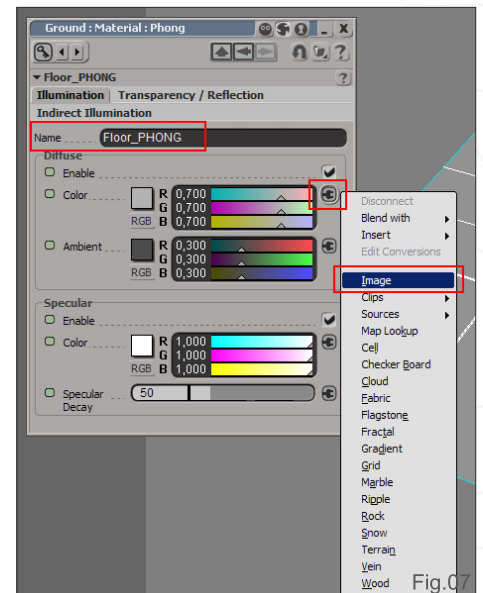 Ground : Material : Phong
Floor_PHONG
Illumination Transparency / Reflection
Indirect Illumination
Name Floor_PHONG
Diffuse
Enable
Color R 0,700
G 0,700
RGB B 0,700
Ambient R 0,300
G 0,300
RGB B 0,300
Specular
Enable
Color R 1,000
G 1,000
RGB B 1,000
Specular Decay 50
Disconnect
Blend with
Insert
Edit Conversions
Image
Clips
Sources
Map Lookup
Cell
Checker Board
Cloud
Fabric
Flagstone
Fractal
Gradient
Grid
Marble
Ripple
Rock
Snow
Terrain
Vein
Wood
Fig.07